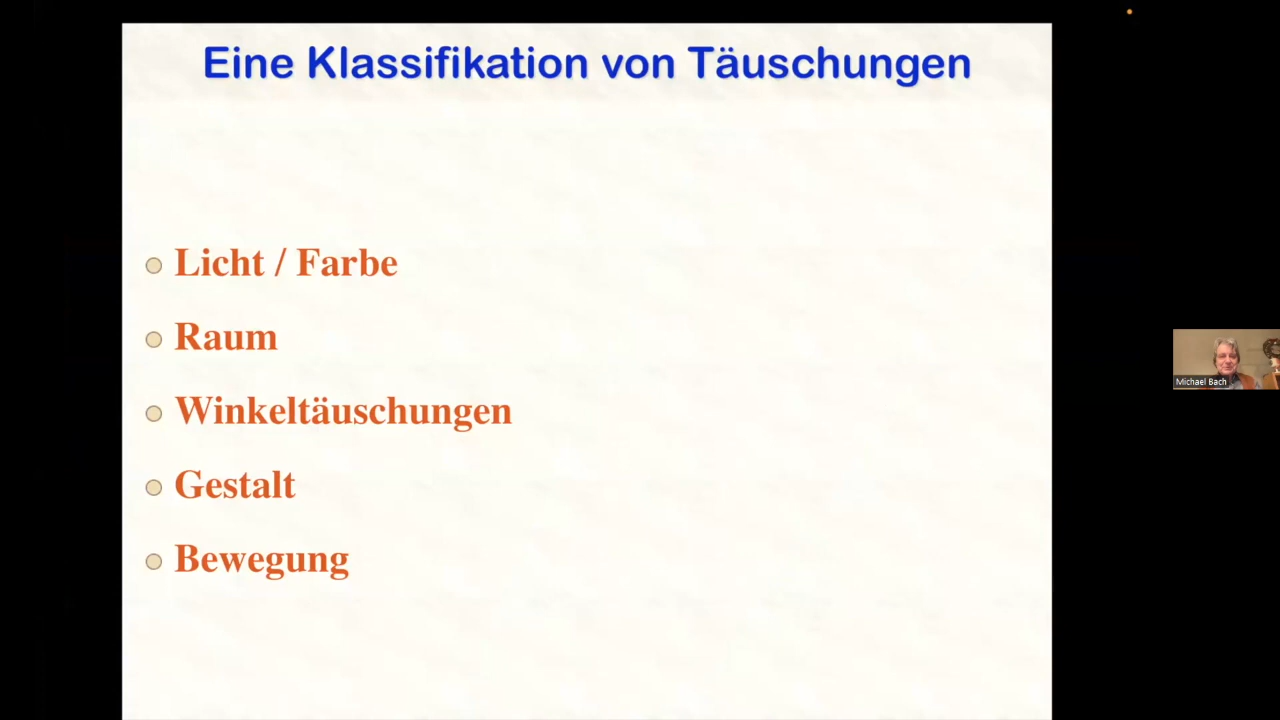 Eine Klassifikation von Täuschungen
Licht / Farbe
Raum
Winkeltäuschungen
Gestalt
Bewegung
Michael Bach